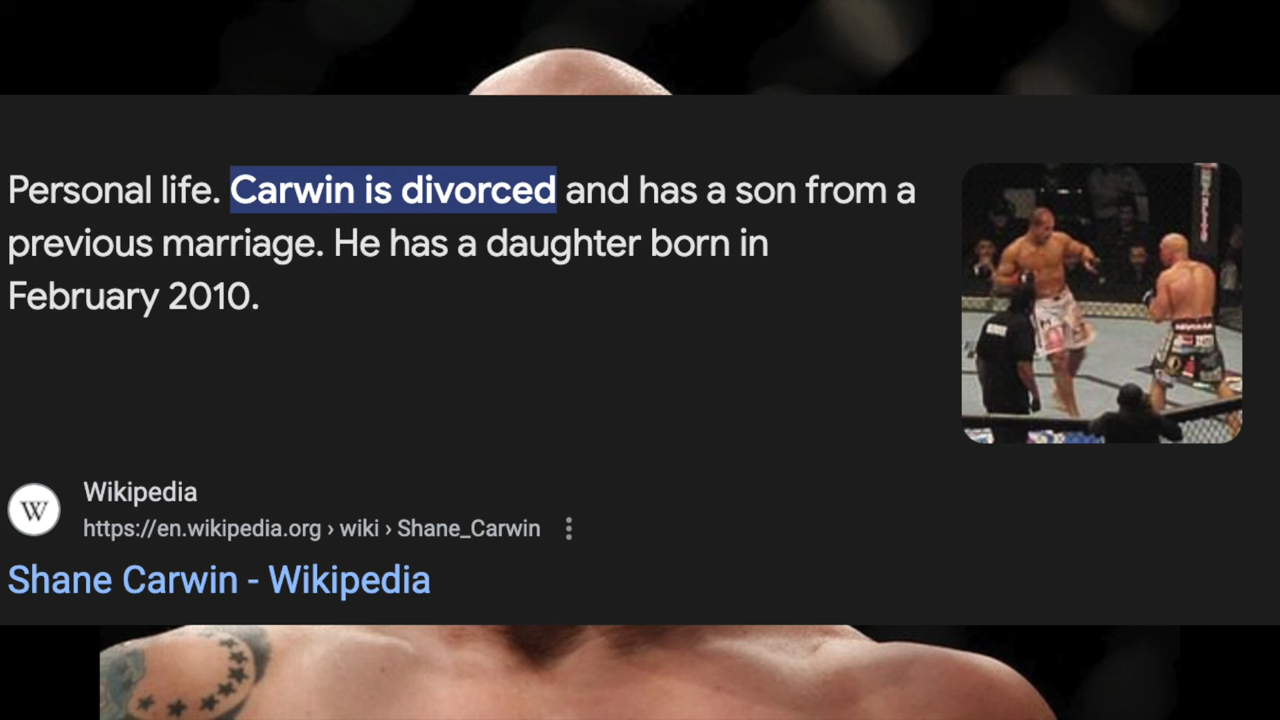 Personal life. Carwin is divorced and has a son from a
previous marriage. He has a daughter born in
February 2010.
W
Wikipedia
https://en.wikipedia.org › wiki › Shane_Carwin
Shane Carwin - Wikipedia